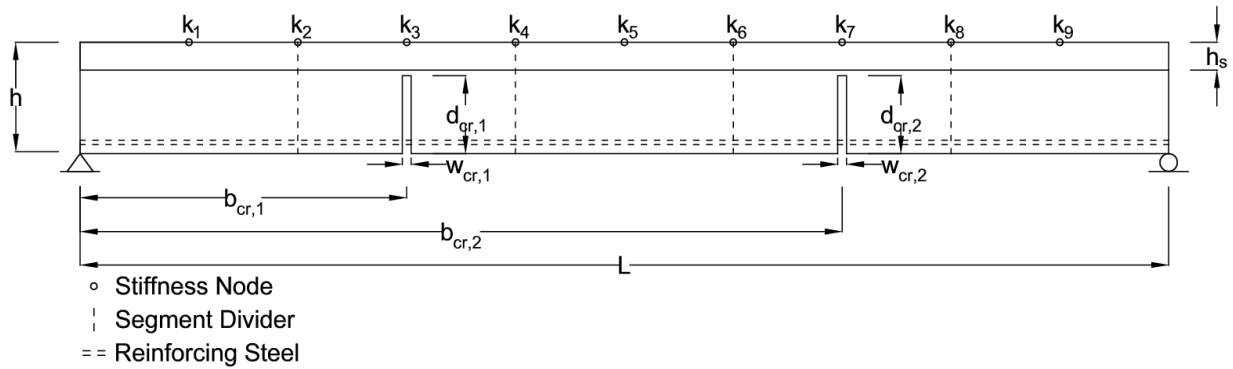 k1 k2 k3 k4 k5 k6 k7 k8 k9
hs
h
dcr,1 dcr,2
wcr,1 wcr,2
bcr,1
bcr,2
L
Stiffness Node
Segment Divider
Reinforcing Steel